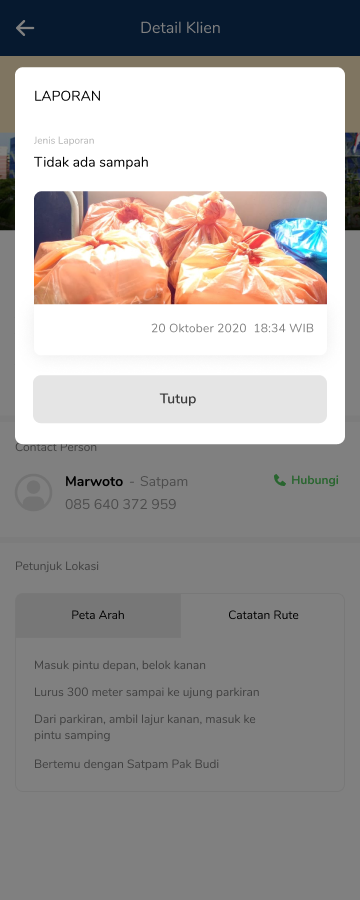 Detail Klien
LAPORAN
Jenis Laporan
Tidak ada sampah
20 Oktober 2020  18:34 WIB
Tutup
Contact Person
Marwoto - Satpam
Hubungi
085 640 372 959
Petunjuk Lokasi
Peta Arah
Catatan Rute
Masuk pintu depan, belok kanan
Lurus 300 meter sampai ke ujung parkiran
Dari parkiran, ambil lajur kanan, masuk ke
pintu samping
Bertemu dengan Satpam Pak Budi